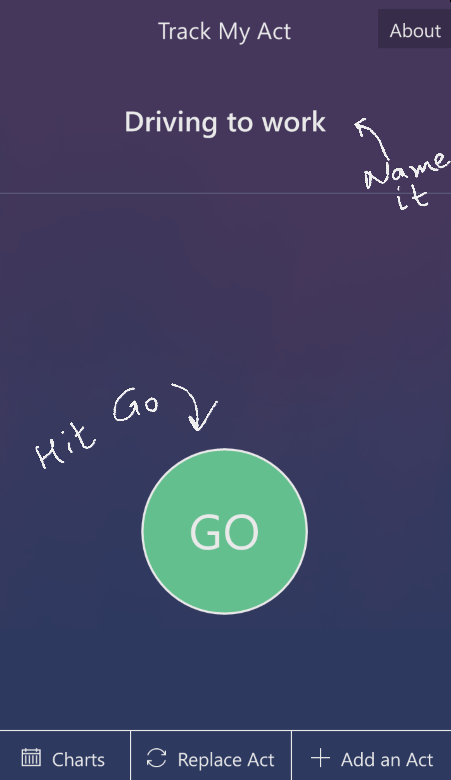 Track My Act
About
Driving to work
Name
it
Hit Go
GO
Charts
Replace Act
Add an Act